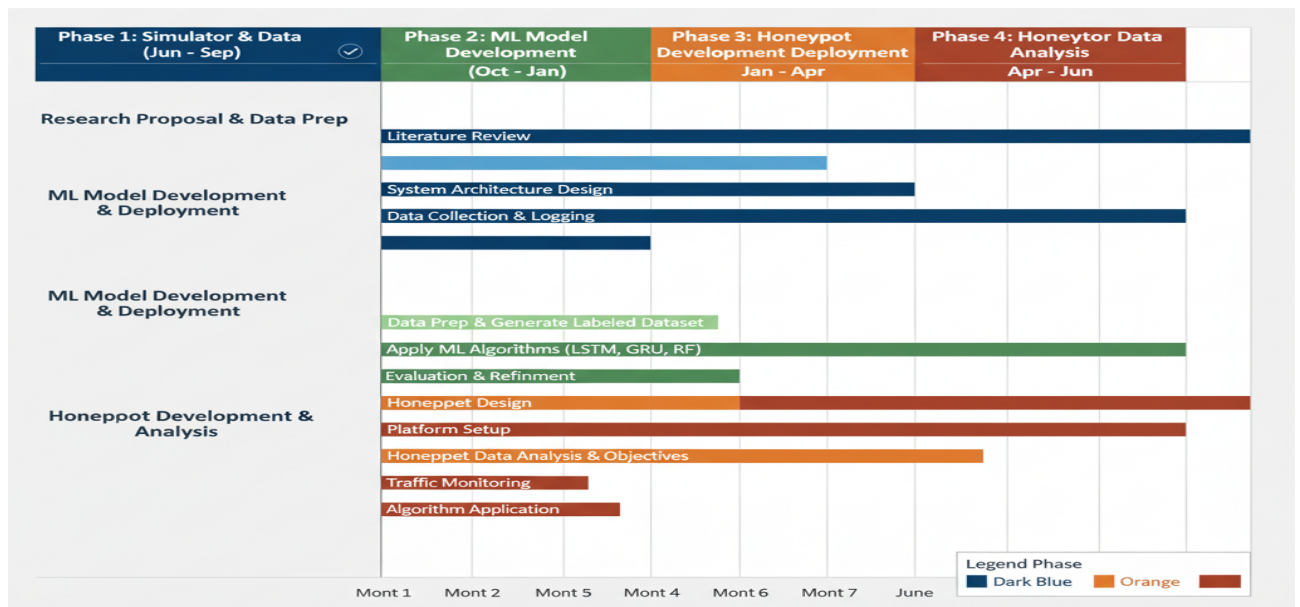 Phase 1: Simulator & Data
(Jun - Sep)
Phase 2: ML Model
Development
(Oct - Jan)
Phase 3: Honeypot
Development Deployment
Jan - Apr
Phase 4: Honeytor Data
Analysis
Apr - Jun
Research Proposal & Data Prep
Literature Review
ML Model Development
& Deployment
System Architecture Design
Data Collection & Logging
ML Model Development
& Deployment
Data Prep & Generate Labeled Dataset
Apply ML Algorithms (LSTM, GRU, RF)
Evaluation & Refinment
Honeppot Development &
Analysis
Honeppet Design
Platform Setup
Honeppet Data Analysis & Objectives
Traffic Monitoring
Algorithm Application
Legend Phase
Dark Blue
Orange
Mont 1
Mont 2
Mont 5
Mont 4
Mont 6
Mont 7
June